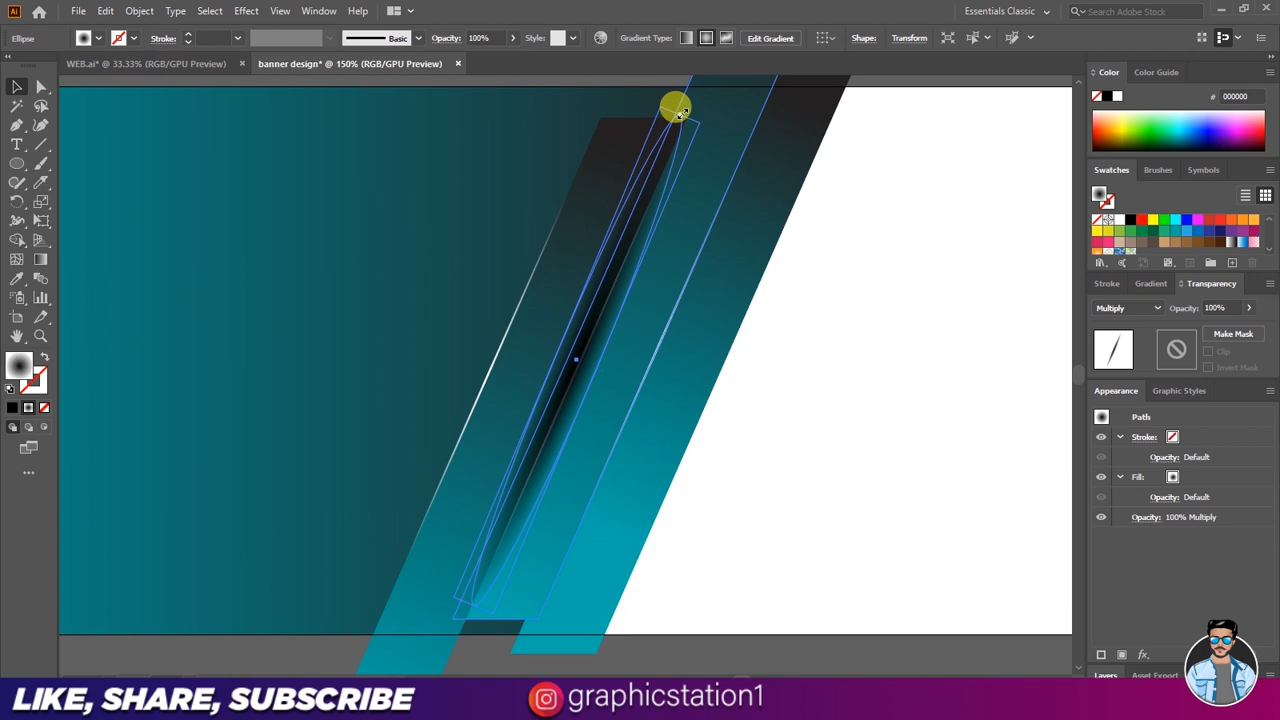 Ai
File Edit Object Type Select Effect View Window Help
Essentials Classic
Search Adobe Stock
Ellipse
Stroke:
Basic
Opacity: 100%
Style:
Gradient Type:
Edit Gradient
Shape:
Transform
WEB.ai* @ 33.33% (RGB/GPU Preview)
banner design* @ 150% (RGB/GPU Preview)
Color Color Guide
# 000000
Swatches Brushes Symbols
Stroke Gradient Transparency
Multiply Opacity: 100%
Make Mask
Clip
Invert Mask
Appearance Graphic Styles
Path
Stroke:
Opacity: Default
Fill:
Opacity: Default
Opacity: 100% Multiply
fx
Layers Asset Export
LIKE, SHARE, SUBSCRIBE
graphicstation1